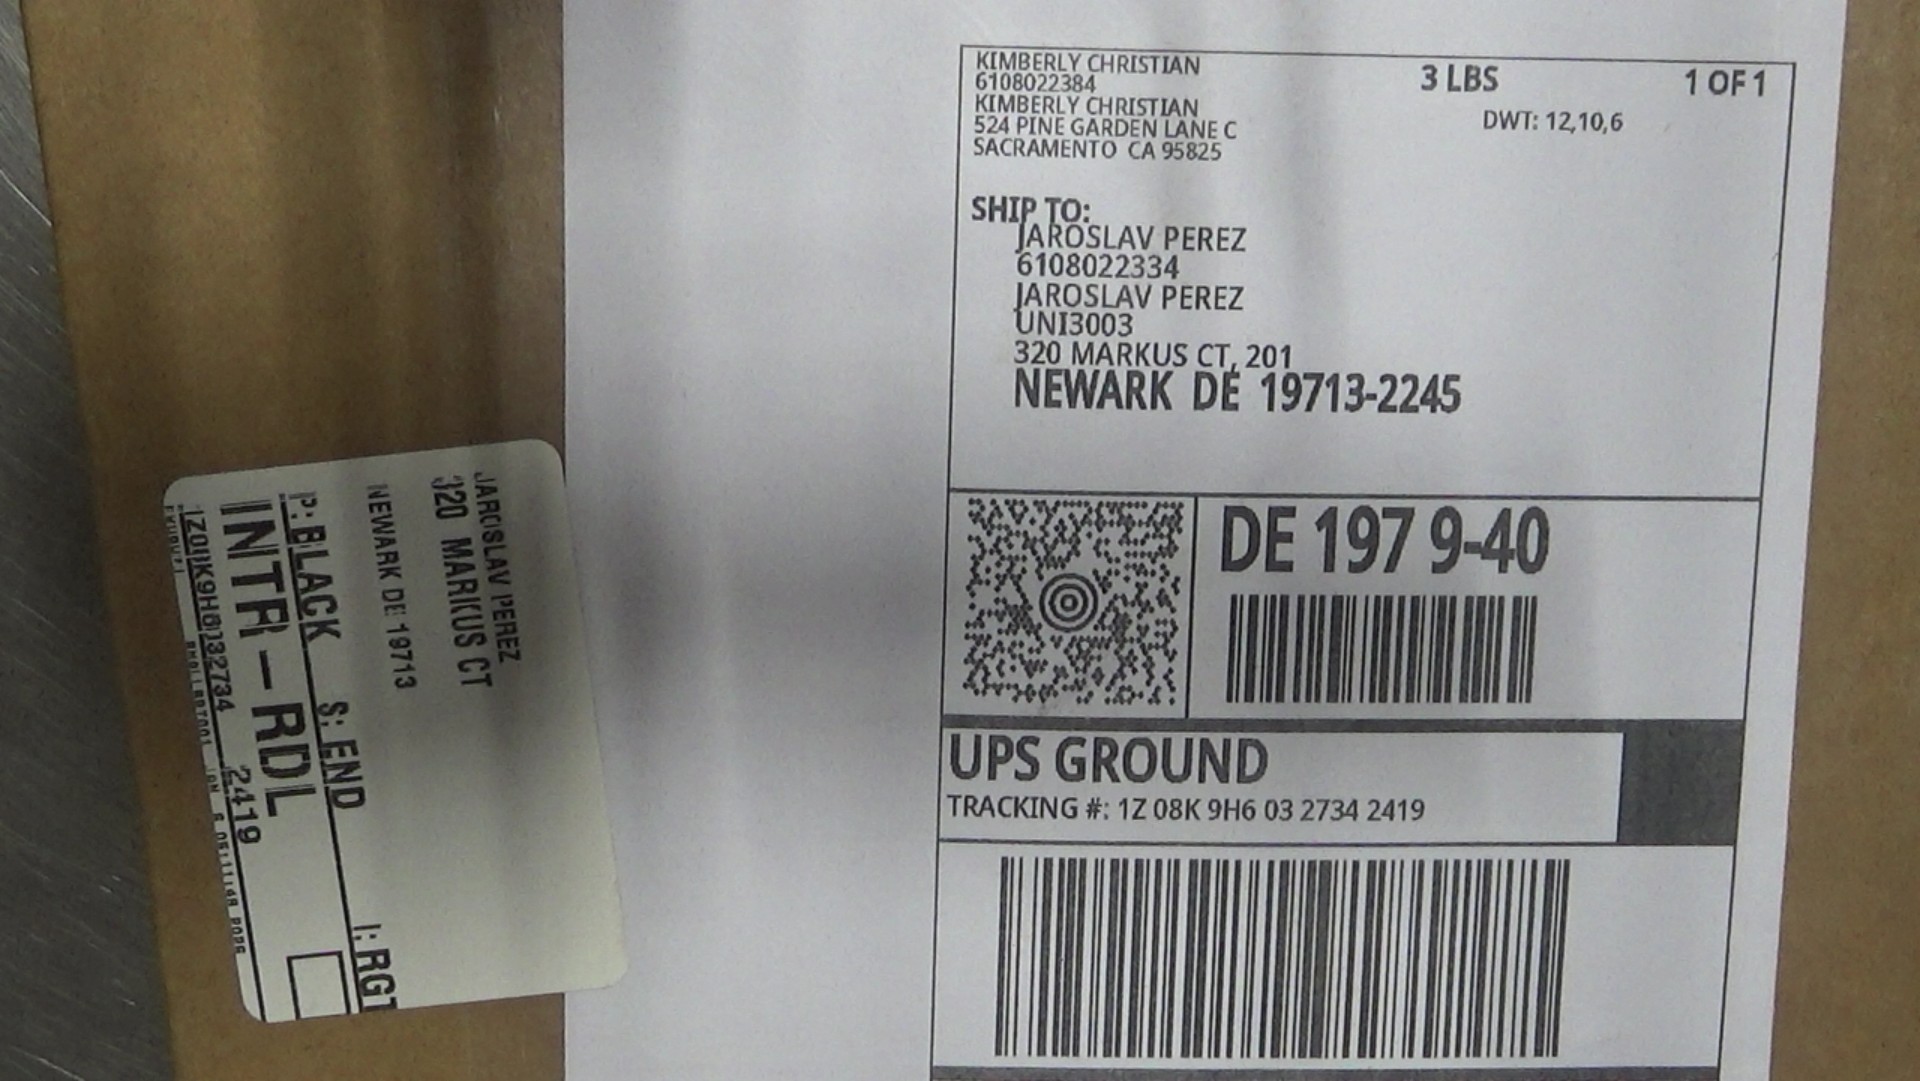 KIMBERLY CHRISTIAN
6108022384
KIMBERLY CHRISTIAN
524 PINE GARDEN LANE C
SACRAMENTO CA 95825
3 LBS
1 OF 1
DWT: 12,10,6
SHIP TO:
JAROSLAV PEREZ
6108022334
JAROSLAV PEREZ
UNI3003
320 MARKUS CT, 201
NEWARK DE 19713-2245
DE 197 9-40
UPS GROUND
TRACKING #: 1Z 08K 9H6 03 2734 2419
JAROSLAV PEREZ
320 MARKUS CT
NEWARK DE 19713
P: BLACK S: END I: RGT
INTR-RDL
2419